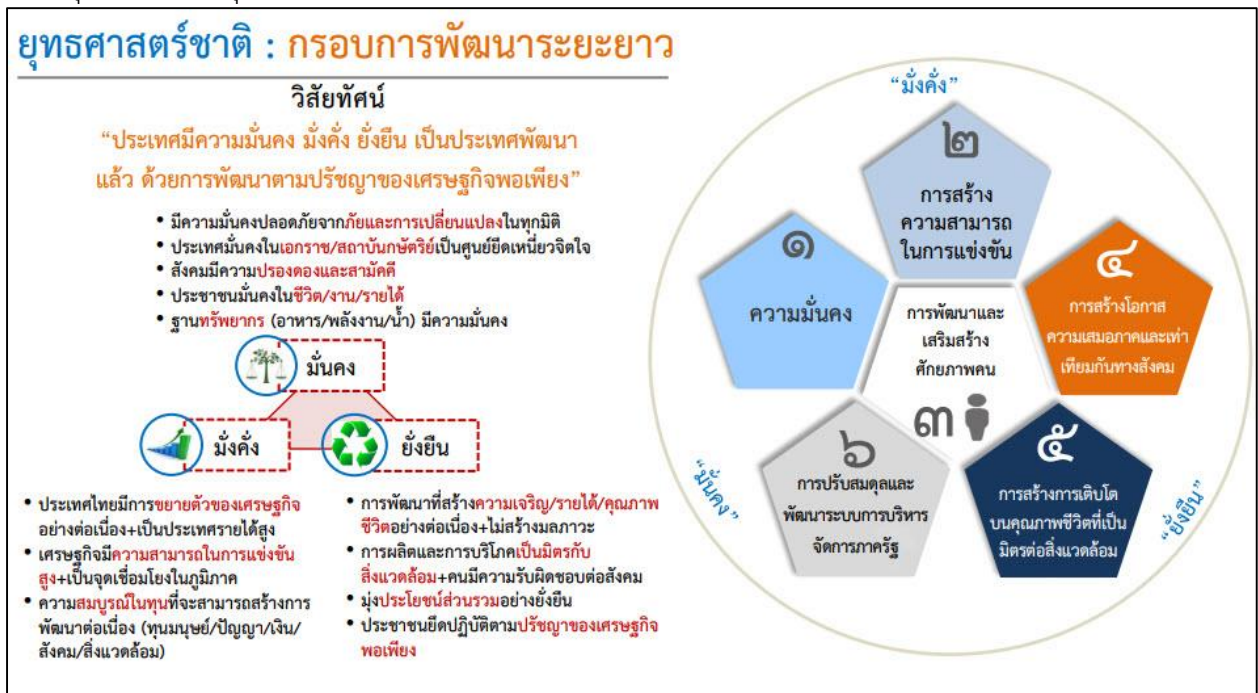 ยุทธศาสตร์ชาติ : กรอบการพัฒนาระยะยาว
วิสัยทัศน์
“ประเทศมีความมั่นคง มั่งคั่ง ยั่งยืน เป็นประเทศพัฒนา
แล้ว ด้วยการพัฒนาตามปรัชญาของเศรษฐกิจพอเพียง”
• มีความมั่นคงปลอดภัยจากภัยและการเปลี่ยนแปลงในทุกมิติ
• ประเทศมั่นคงในเอกราช/สถาบันกษัตริย์เป็นศูนย์ยึดเหนี่ยวจิตใจ
• สังคมมีความปรองดองและสามัคคี
• ประชาชนมั่นคงในชีวิต/งาน/รายได้
• ฐานทรัพยากร (อาหาร/พลังงาน/น้ำ) มีความมั่นคง
มั่นคง
มั่งคั่ง
ยั่งยืน
• ประเทศไทยมีการขยายตัวของเศรษฐกิจ
อย่างต่อเนื่อง+เป็นประเทศรายได้สูง
• เศรษฐกิจมีความสามารถในการแข่งขัน
สูง+เป็นจุดเชื่อมโยงในภูมิภาค
• ความสมบูรณ์ในทุนที่จะสามารถสร้างการ
พัฒนาต่อเนื่อง (ทุนมนุษย์/ปัญญา/เงิน/
สังคม/สิ่งแวดล้อม)
• การพัฒนาที่สร้างความเจริญ/รายได้/คุณภาพ
ชีวิตอย่างต่อเนื่อง+ไม่สร้างมลภาวะ
• การผลิตและการบริโภคเป็นมิตรกับ
สิ่งแวดล้อม+คนมีความรับผิดชอบต่อสังคม
• มุ่งประโยชน์ส่วนรวมอย่างยั่งยืน
• ประชาชนยึดปฏิบัติตามปรัชญาของเศรษฐกิจ
พอเพียง
“มั่งคั่ง”
๒
การสร้าง
ความสามารถ
ในการแข่งขัน
๑
ความมั่นคง
๔
การสร้างโอกาส
ความเสมอภาคและเท่า
เทียมกันทางสังคม
การพัฒนาและ
เสริมสร้าง
ศักยภาพคน
๓
๖
การปรับสมดุลและ
พัฒนาระบบการบริหาร
จัดการภาครัฐ
๕
การสร้างการเติบโต
บนคุณภาพชีวิตที่เป็น
มิตรต่อสิ่งแวดล้อม
“มั่นคง”
“ยั่งยืน”